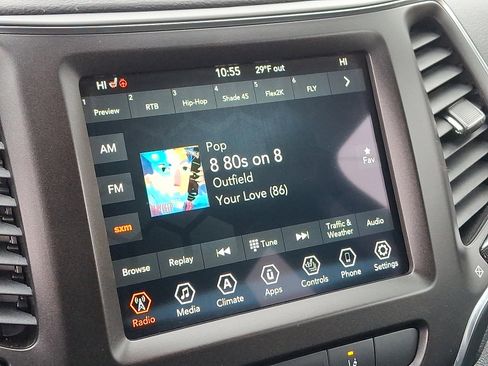 HI 10:55 29°F out HI
1 Preview 2 RTB 3 Hip-Hop 4 Shade 45 5 Flex2K 6 FLY
AM
FM
sxm
Pop
8 80s on 8
Outfield
Your Love (86)
Fav
Browse Replay Tune Traffic & Weather Audio
Radio Media Climate Apps Controls Phone Settings